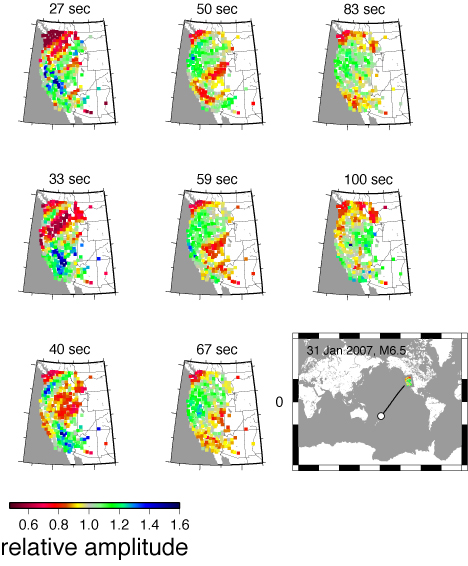 27 sec 50 sec 83 sec
33 sec 59 sec 100 sec
40 sec 67 sec
31 Jan 2007, M6.5
0
0.6 0.8 1.0 1.2 1.4 1.6
relative amplitude